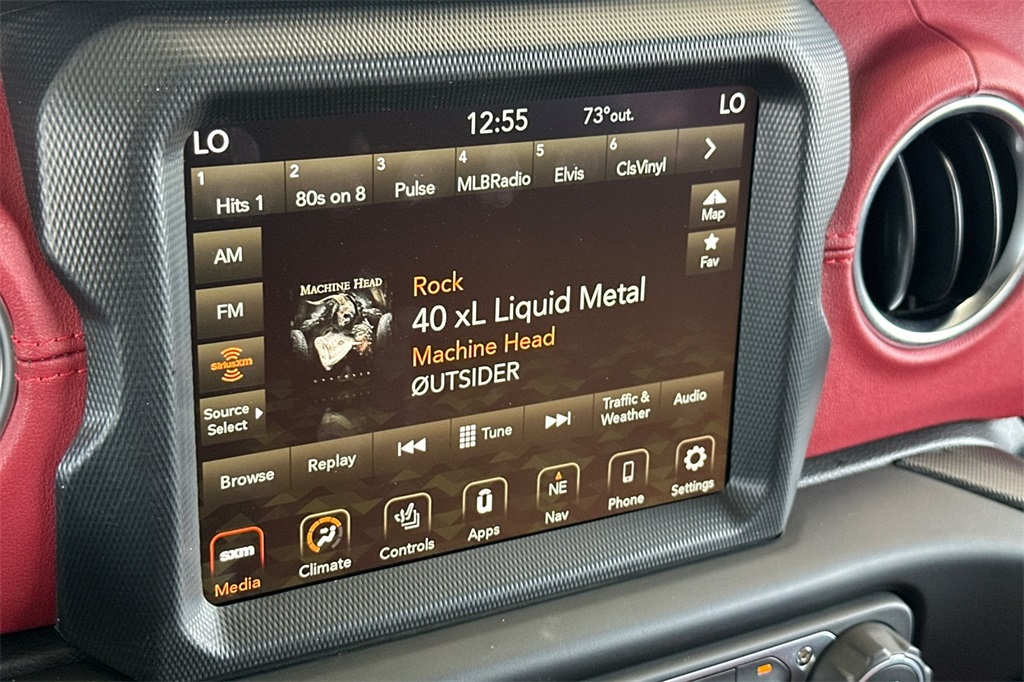 LO 12:55 73°out. LO
1 Hits 1
2 80s on 8
3 Pulse
4 MLBRadio
5 Elvis
6 ClsVinyl
AM
FM
SiriusXM
Source
Select
Map
Fav
MACHINE HEAD
Rock
40 xL Liquid Metal
Machine Head
ØUTSIDER
Browse
Replay
Tune
Traffic &
Weather
Audio
sxm
Media
Climate
Controls
U
Apps
NE
Nav
Phone
Settings